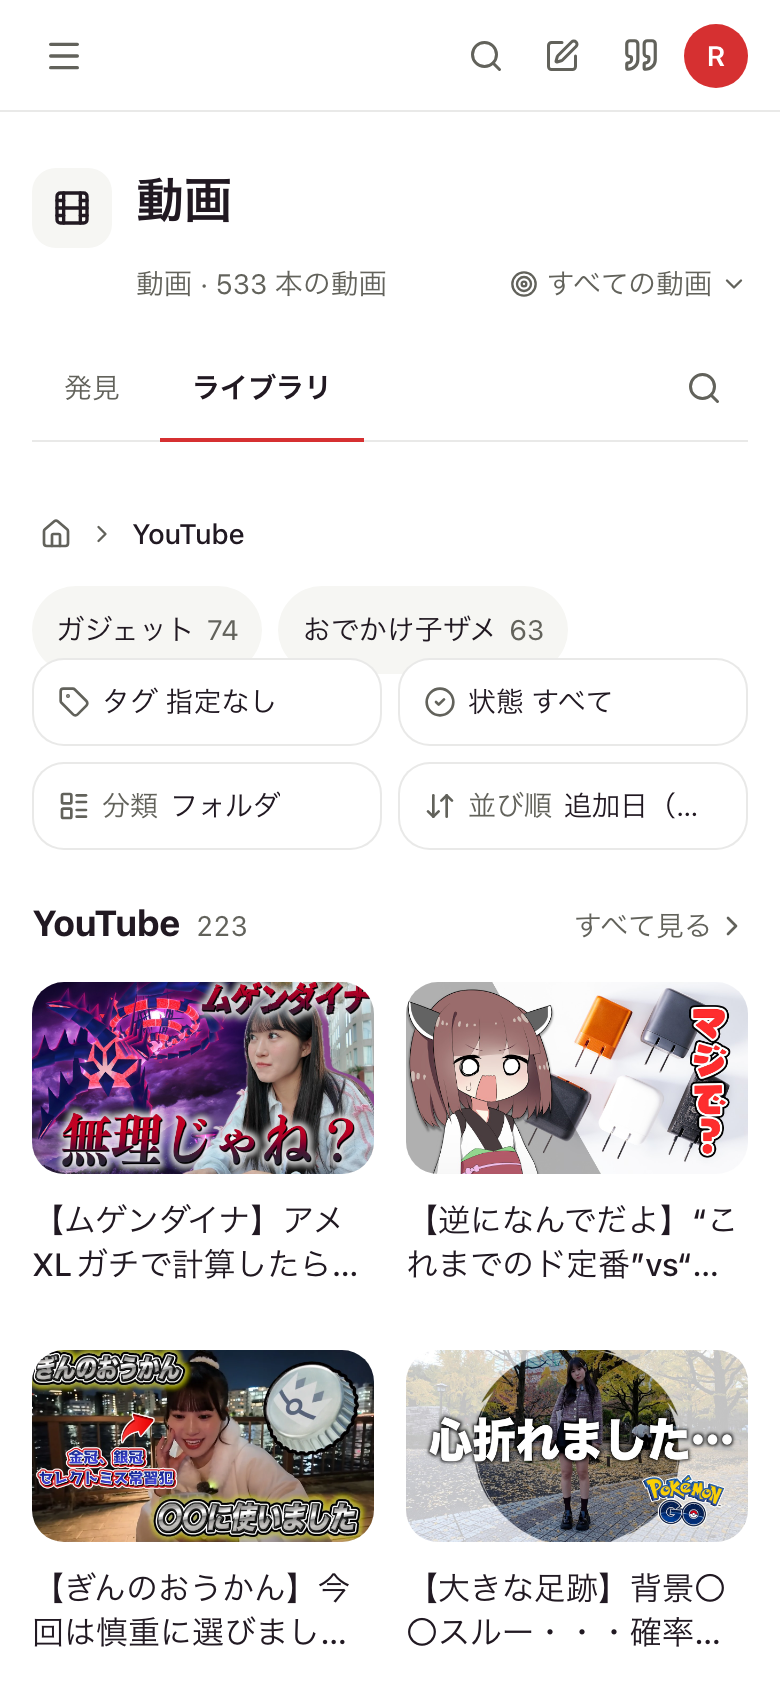 R
動画
動画 · 533 本の動画
すべての動画
発見
ライブラリ
YouTube
ガジェット 74
おでかけ子ザメ 63
タグ 指定なし
状態 すべて
分類 フォルダ
並び順 追加日（...
YouTube 223
すべて見る
ムゲンダイナ
無理じゃね？
マジで?
【ムゲンダイナ】アメ
XLガチで計算したら...
【逆になんでだよ】“こ
れまでのド定番”vs“...
ぎんのおうかん
金冠、銀冠
セレクトミス常習犯
〇〇に使いました
心折れました…
POKÉMON
GO
【ぎんのおうかん】今
回は慎重に選びまし...
【大きな足跡】背景〇
〇スルー・・・確率...